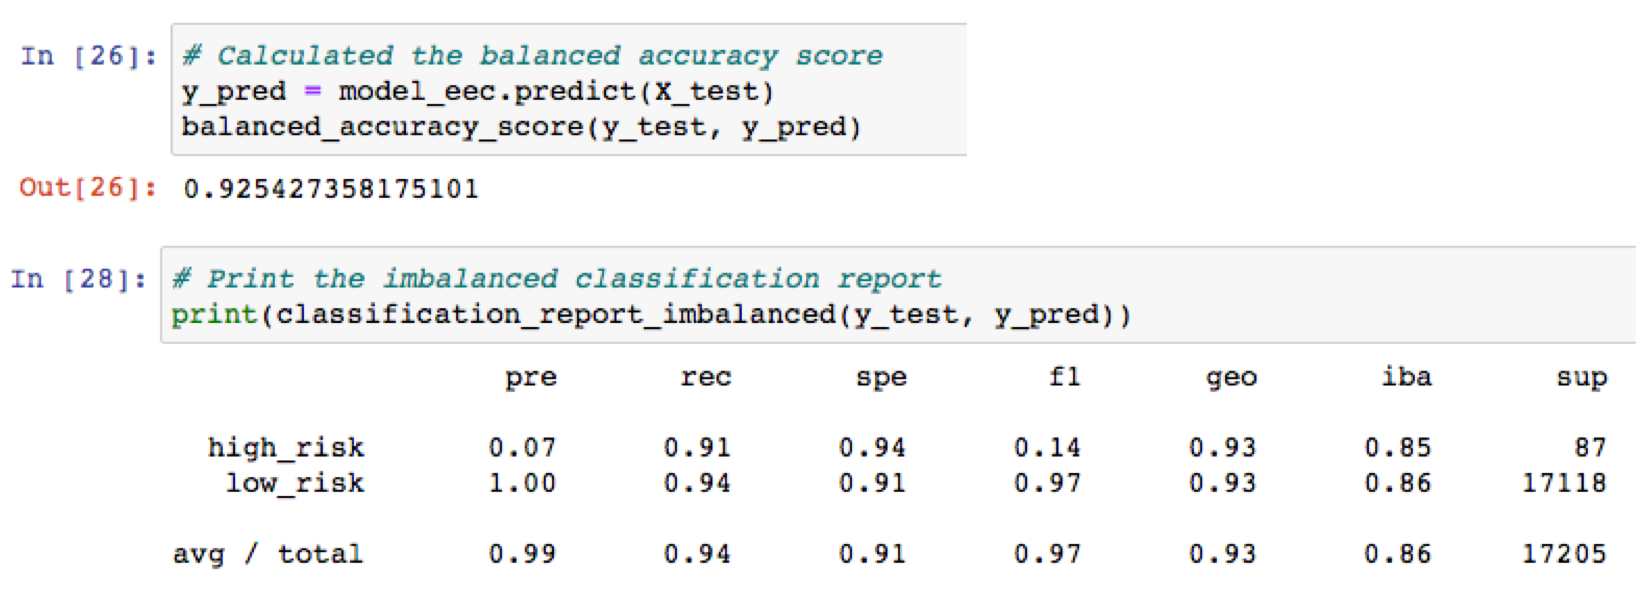 In [26]: # Calculated the balanced accuracy score
y_pred = model_eec.predict(X_test)
balanced_accuracy_score(y_test, y_pred)
Out[26]: 0.925427358175101
In [28]: # Print the imbalanced classification report
print(classification_report_imbalanced(y_test, y_pred))
pre rec spe f1 geo iba sup
high_risk 0.07 0.91 0.94 0.14 0.93 0.85 87
low_risk 1.00 0.94 0.91 0.97 0.93 0.86 17118
avg / total 0.99 0.94 0.91 0.97 0.93 0.86 17205